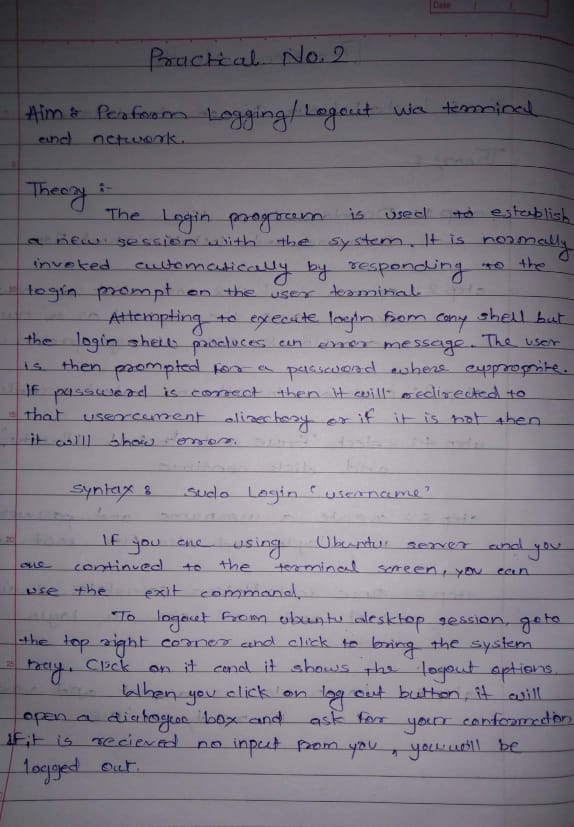 Date
Practical No. 2
Aim : Perform Logging/Logout via terminal
and network.
Theory :-
The Login program is used to establish
a new session with the system. It is normally
invoked automatically by responding to the
login prompt on the user terminal
Attempting to execute login from any shell but
the login shell produces an error message. The user
is then prompted for a password where appropriate.
If password is correct then it will redirected to
that usercurrent directory or if it is not then
it will show error.
Syntax : sudo Login 'username'
20
If you are using Ubuntu server and you
are continued to the terminal screen, you can
use the exit command.
To logout from ubuntu desktop session, goto
the top right corner and click to bring the system
25
tray. Click on it and it shows the logout options.
When you click on log out button, it will
open a dialogue box and ask for your conformation
if it is recieved no input from you, you will be
logged out.